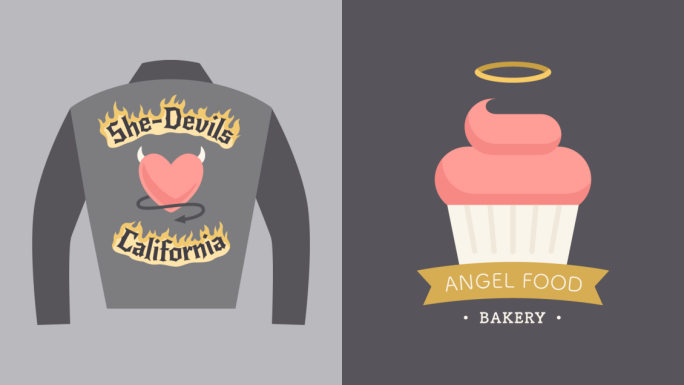 She-Devils
California
ANGEL FOOD
• BAKERY •